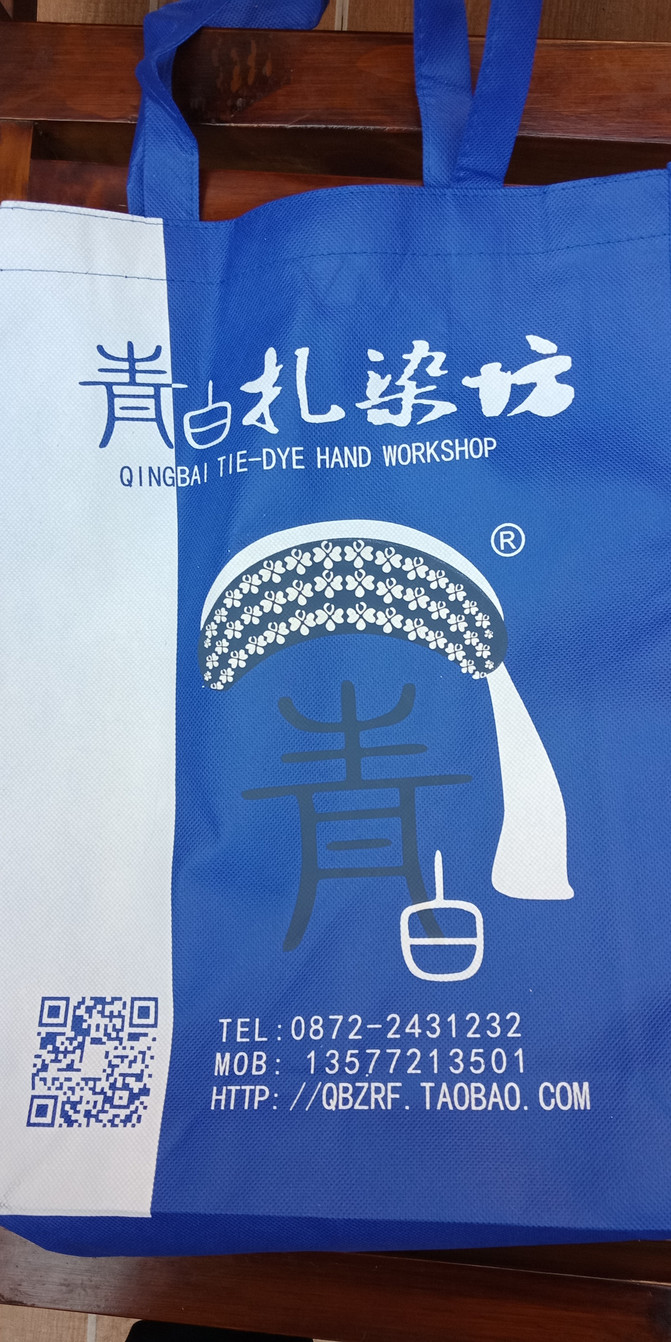 青白扎染坊
QINGBAI TIE-DYE HAND WORKSHOP
®
青
白
TEL:0872-2431232
MOB: 13577213501
HTTP://QBZRF.TAOBAO.COM